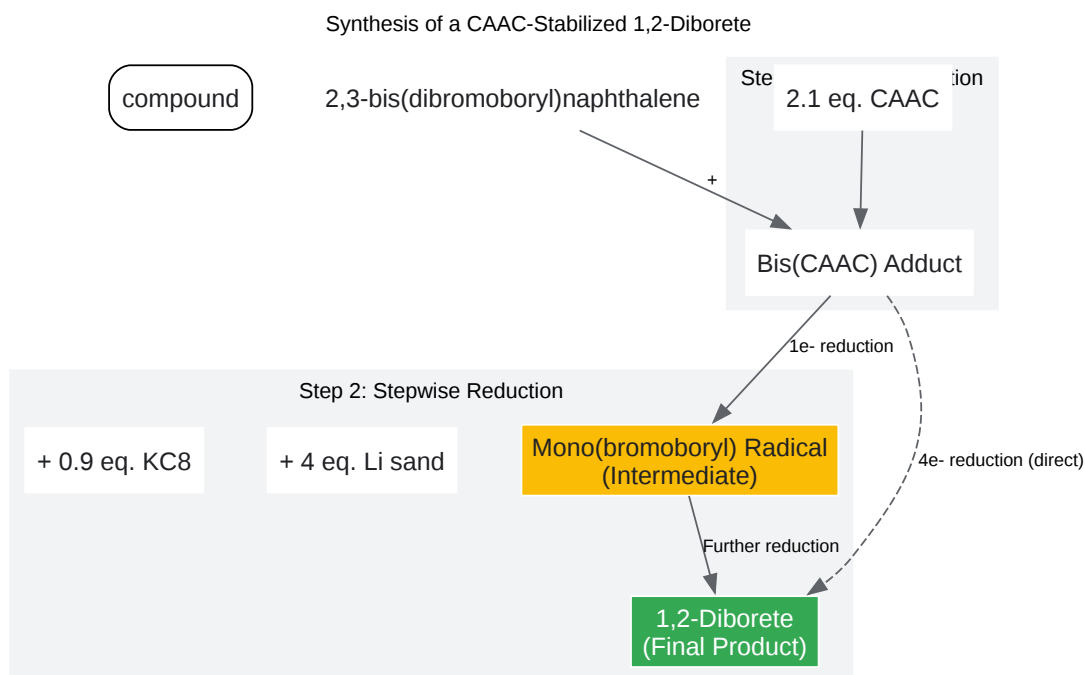 Synthesis of a CAAC-Stabilized 1,2-Diborete
compound
2,3-bis(dibromoboryl)naphthalene
2.1 eq. CAAC
+
Bis(CAAC) Adduct
1e- reduction
Step 2: Stepwise Reduction
+ 0.9 eq. KC8
+ 4 eq. Li sand
Mono(bromoboryl) Radical
(Intermediate)
4e- reduction (direct)
Further reduction
1,2-Diborete
(Final Product)